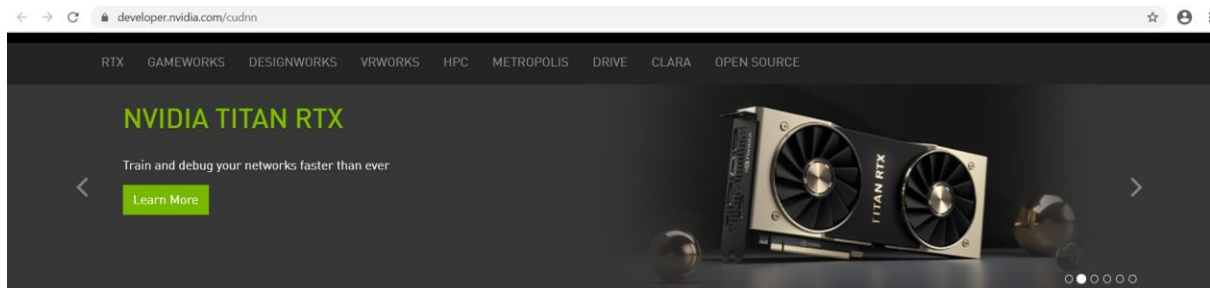 developer.nvidia.com/cudnn
RTX GAMEWORKS DESIGNWORKS VRWORKS HPC METROPOLIS DRIVE CLARA OPEN SOURCE
NVIDIA TITAN RTX
Train and debug your networks faster than ever
Learn More
TITAN RTX